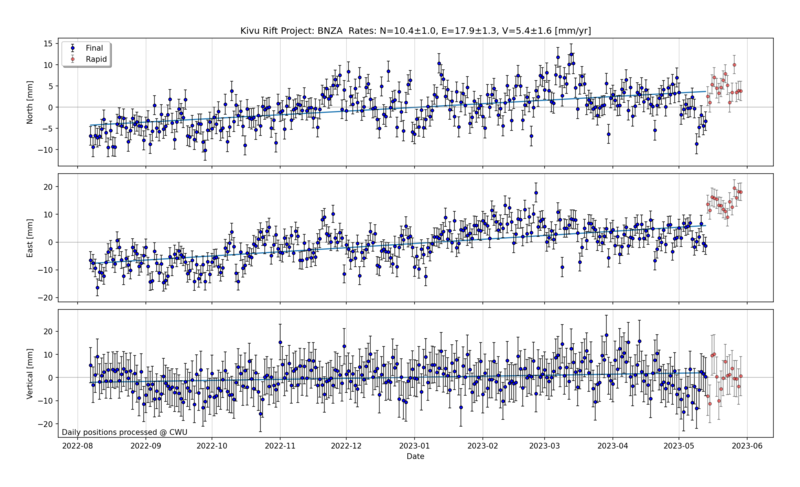 Kivu Rift Project: BNZA  Rates: N=10.4±1.0, E=17.9±1.3, V=5.4±1.6 [mm/yr]
Final
Rapid
North [mm]
15
10
5
0
−5
−10
East [mm]
20
10
0
−10
−20
Vertical [mm]
20
10
0
−10
−20
Daily positions processed @ CWU
2022-08 2022-09 2022-10 2022-11 2022-12 2023-01 2023-02 2023-03 2023-04 2023-05 2023-06
Date